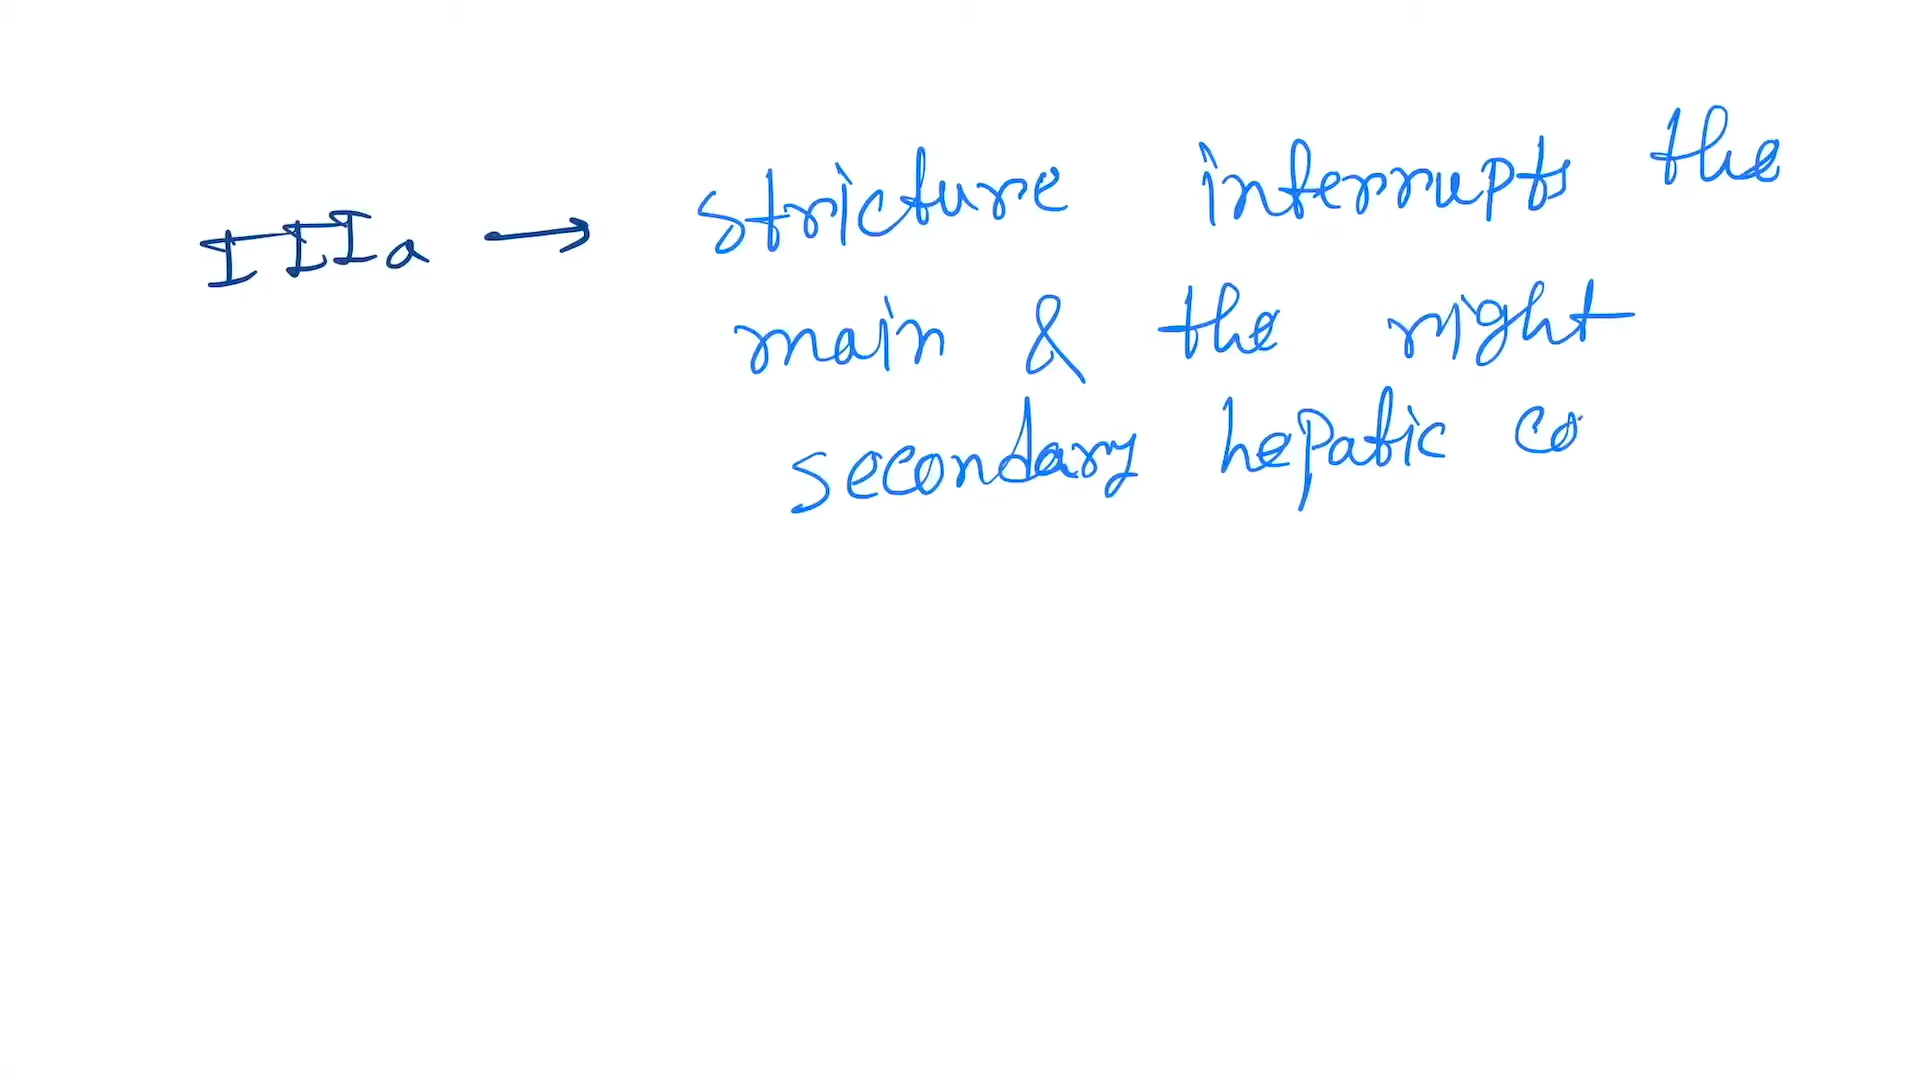 IIIa → stricture interrupts the
main & the right
secondary hepatic co